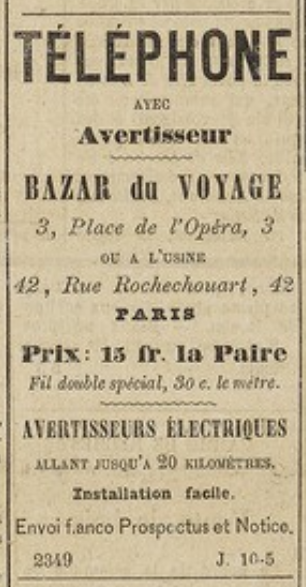 TÉLÉPHONE
AVEC
Avertisseur
BAZAR du VOYAGE
3, Place de l'Opéra, 3
OU A L'USINE
42, Rue Rochechouart, 42
PARIS
Prix: 15 fr. la Paire
Fil double spécial, 30 c. le mètre.
AVERTISSEURS ÉLECTRIQUES
ALLANT JUSQU'A 20 KILOMÈTRES.
Installation facile.
Envoi f.anco Prospectus et Notice.
2349 J. 10-5